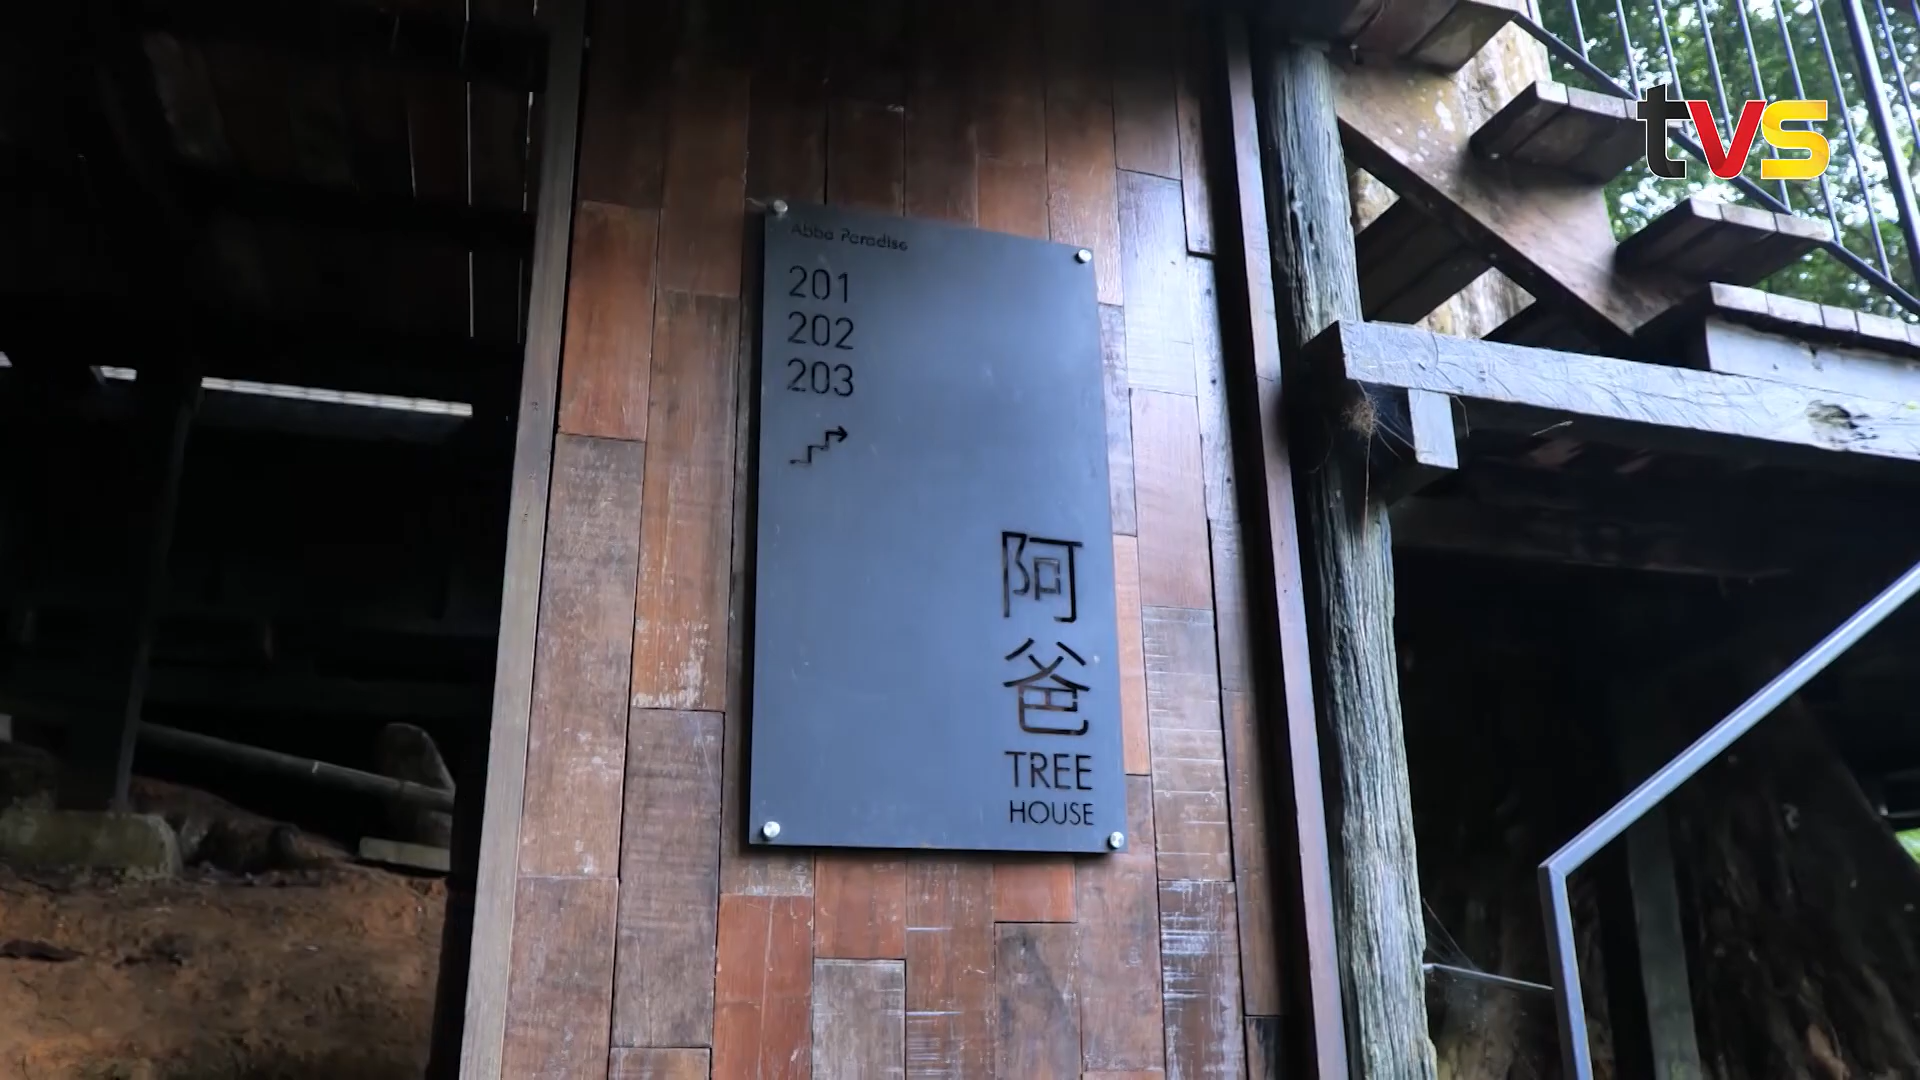 tvs
Abba Paradise
201
202
203
阿
爸
TREE
HOUSE